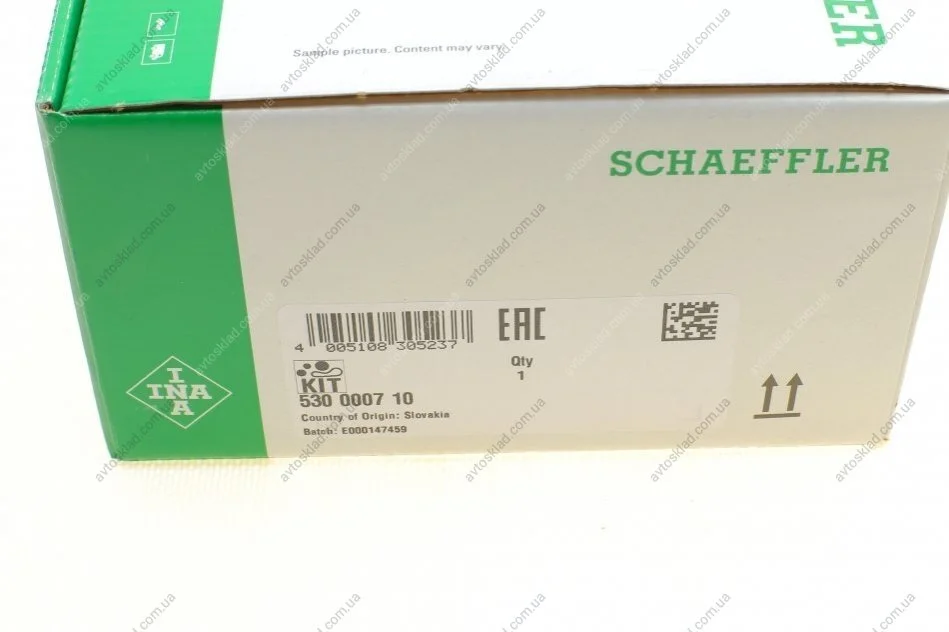 ER
Sample picture. Content may vary.
SCHAEFFLER
4 005108 305237
EAC
Qty
1
KIT
530 0007 10
Country of Origin: Slovakia
Batch: E000147459
I
INA
A
avtosklad.com.ua